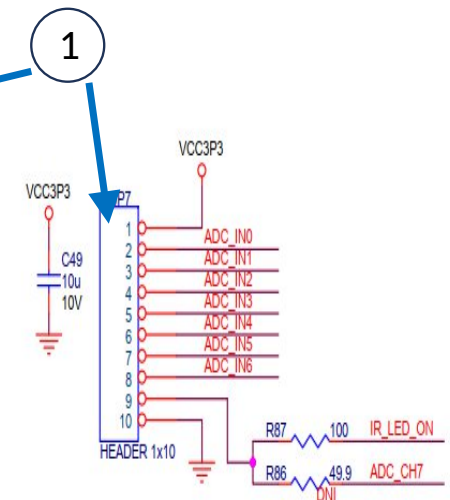 1
VCC3P3
VCC3P3
P7
C49
10u
10V
1
2
3
4
5
6
7
8
9
10
ADC_IN0
ADC_IN1
ADC_IN2
ADC_IN3
ADC_IN4
ADC_IN5
ADC_IN6
HEADER 1x10
R87 100 IR_LED_ON
R86 49.9 ADC_CH7
DNI